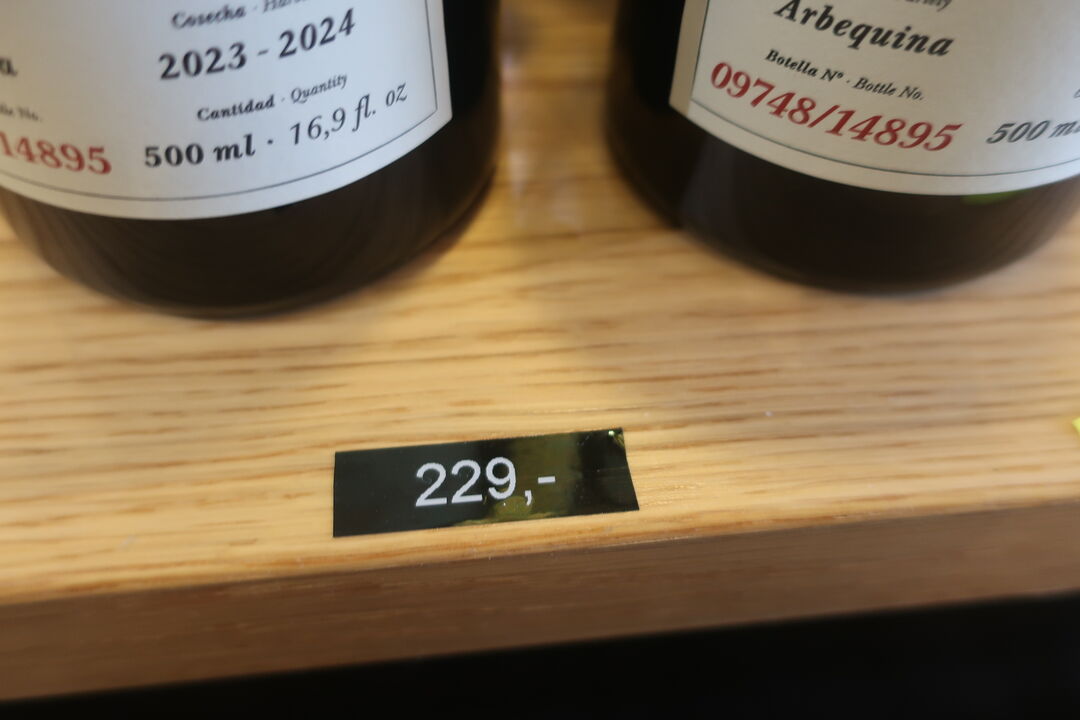 Cosecha ·
2023 - 2024
Cantidad · Quantity
500 ml · 16,9 fl. oz
14895
Arbequina
Botella Nº · Bottle No.
09748/14895
500 m
229,-